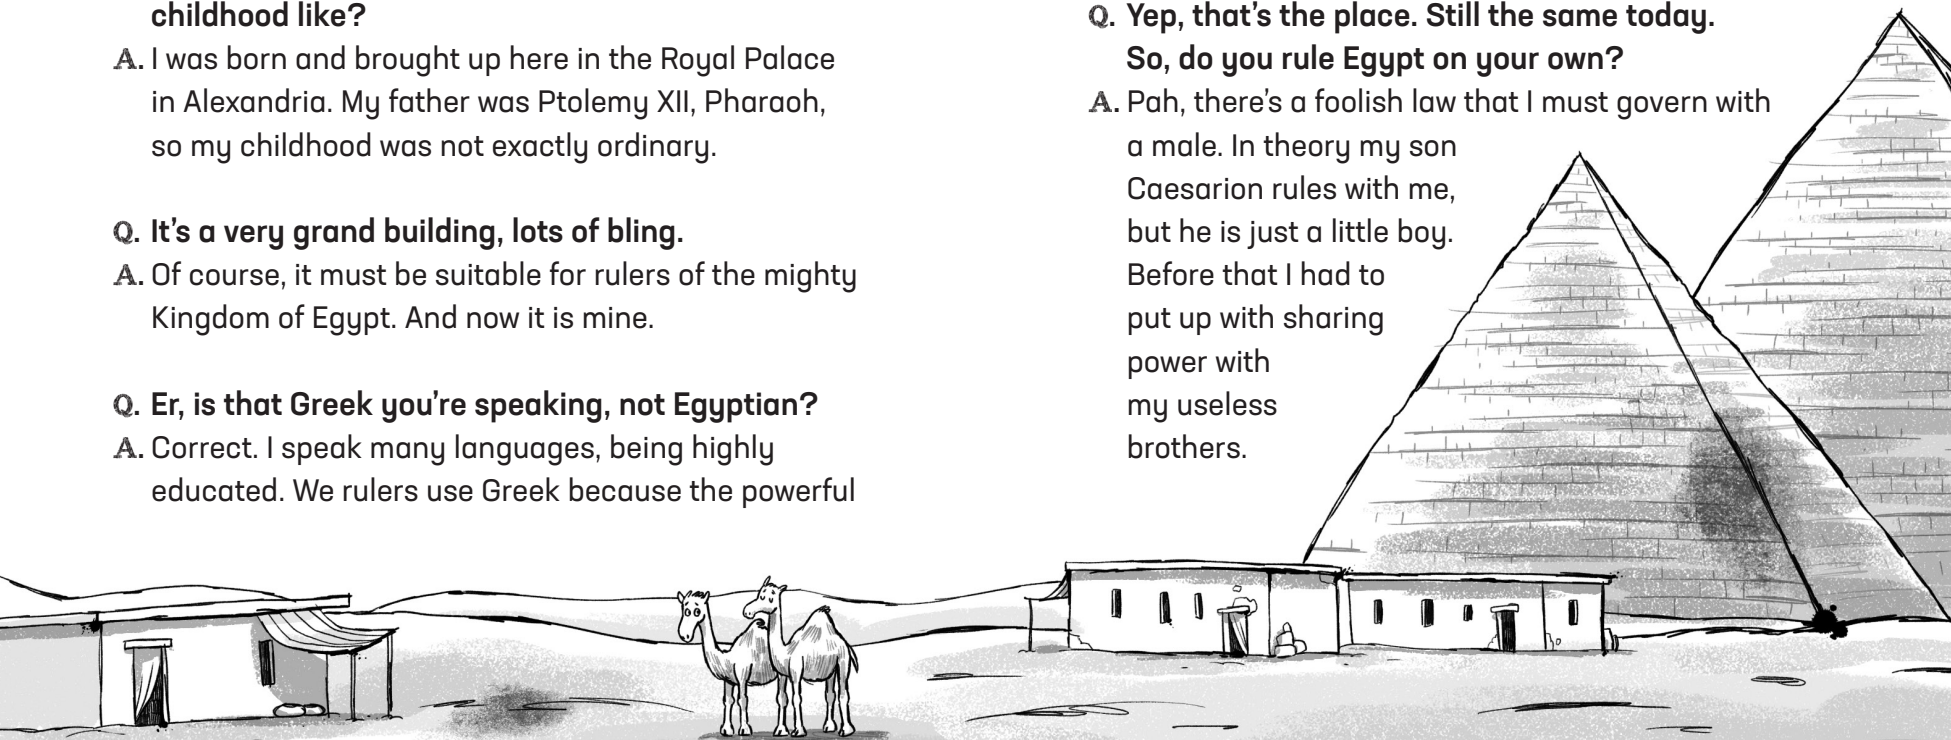 childhood like?
A. I was born and brought up here in the Royal Palace
in Alexandria. My father was Ptolemy XII, Pharaoh,
so my childhood was not exactly ordinary.
Q. It’s a very grand building, lots of bling.
A. Of course, it must be suitable for rulers of the mighty
Kingdom of Egypt. And now it is mine.
Q. Er, is that Greek you’re speaking, not Egyptian?
A. Correct. I speak many languages, being highly
educated. We rulers use Greek because the powerful
Q. Yep, that’s the place. Still the same today.
So, do you rule Egypt on your own?
A. Pah, there’s a foolish law that I must govern with
a male. In theory my son
Caesarion rules with me,
but he is just a little boy.
Before that I had to
put up with sharing
power with
my useless
brothers.